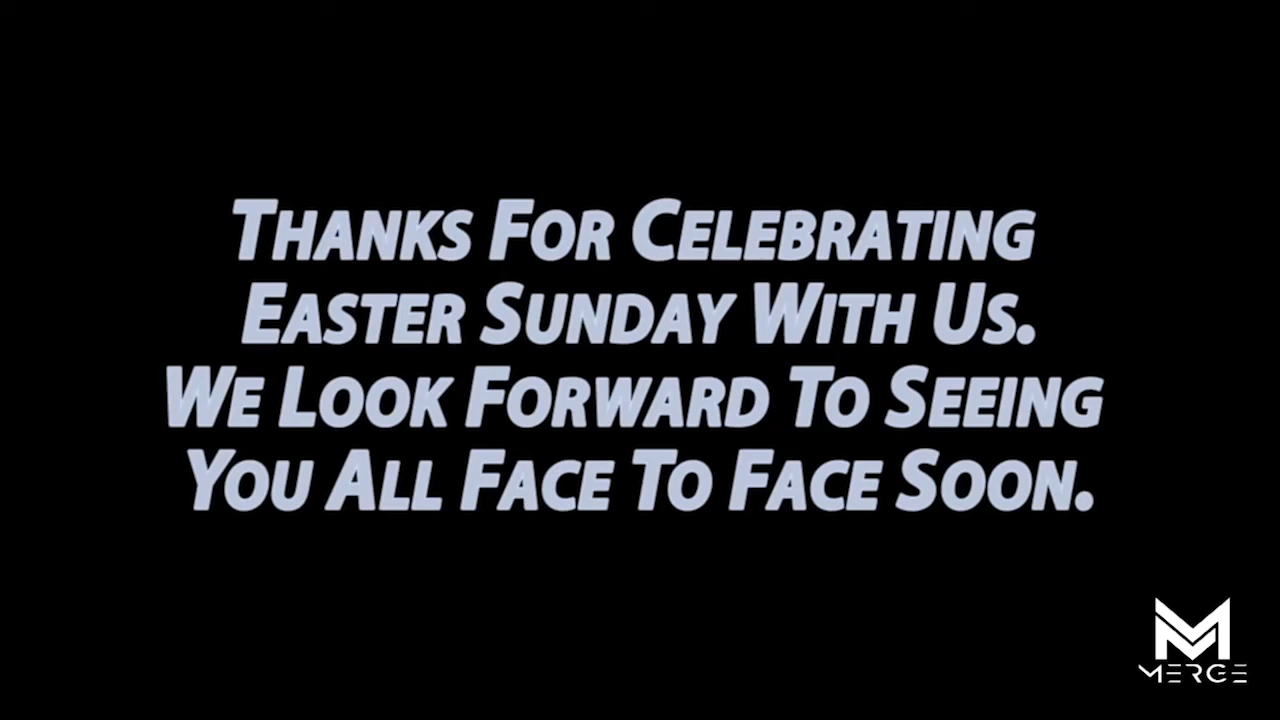 Thanks For Celebrating
Easter Sunday With Us.
We Look Forward To Seeing
You All Face To Face Soon.
MERGE